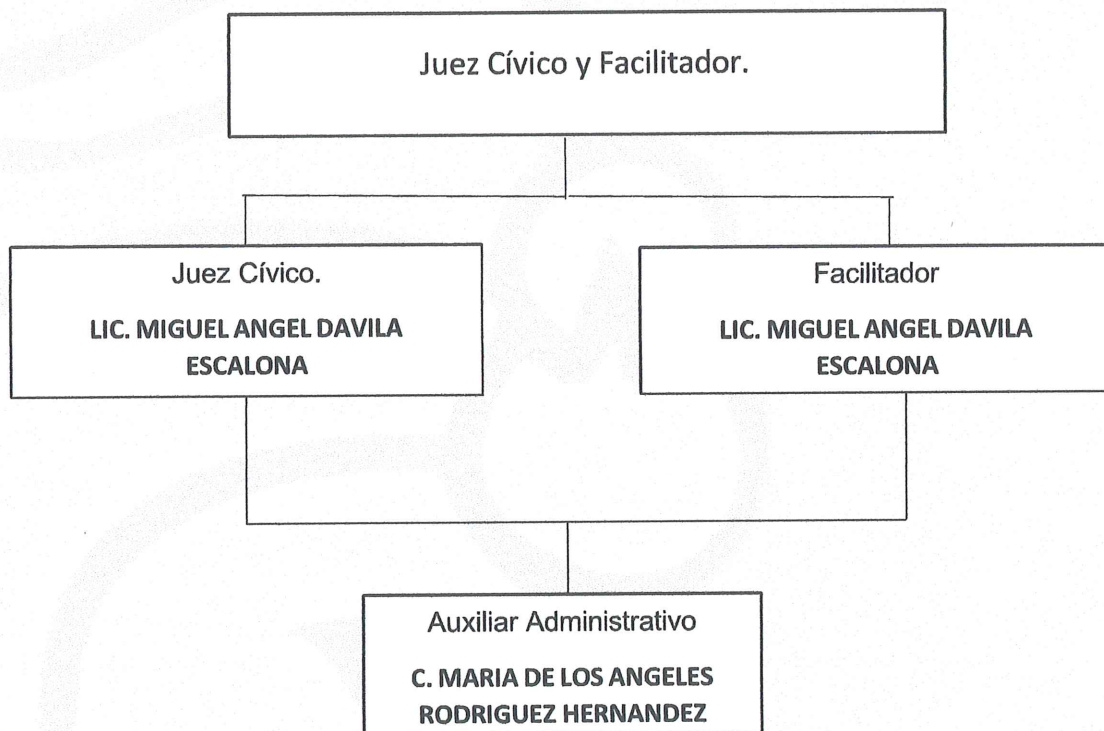 Juez Cívico y Facilitador.
Juez Cívico.
LIC. MIGUEL ANGEL DAVILA
ESCALONA
Facilitador
LIC. MIGUEL ANGEL DAVILA
ESCALONA
Auxiliar Administrativo
C. MARIA DE LOS ANGELES
RODRIGUEZ HERNANDEZ